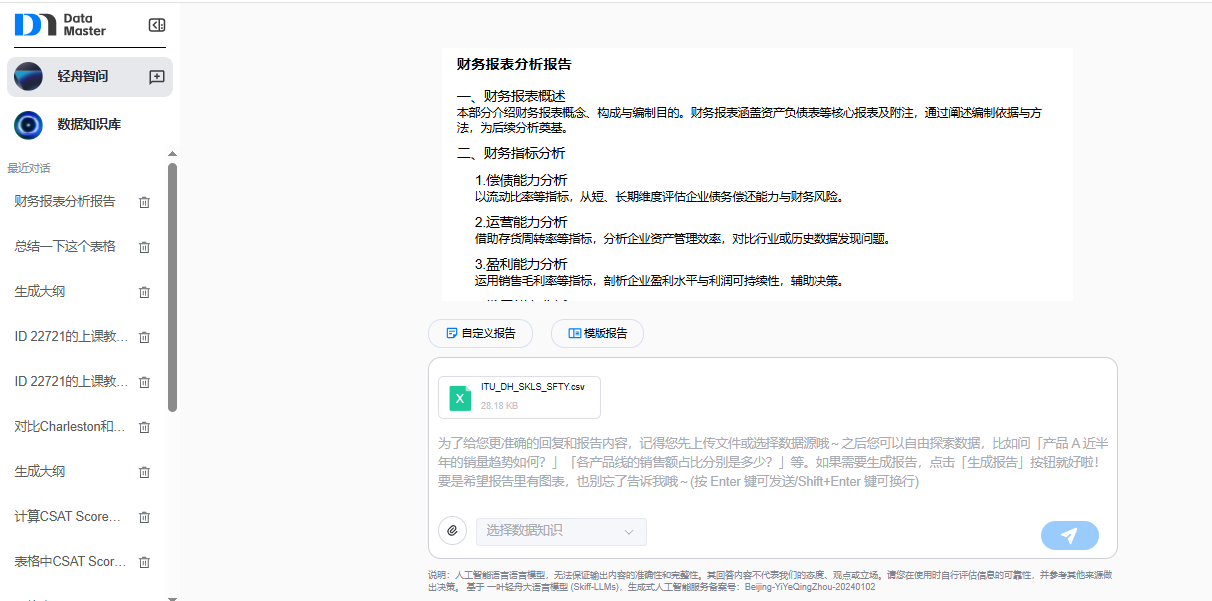 Data
Master
轻舟智问
数据知识库
最近对话
财务报表分析报告
总结一下这个表格
生成大纲
ID 22721的上课教…
ID 22721的上课教…
对比Charleston和…
生成大纲
计算CSAT Score…
表格中CSAT Scor…
财务报表分析报告
一、财务报表概述
本部分介绍财务报表概念、构成与编制目的。财务报表涵盖资产负债表等核心报表及附注，通过阐述编制依据与方
法，为后续分析奠基。
二、财务指标分析
1.偿债能力分析
以流动比率等指标，从短、长期维度评估企业债务偿还能力与财务风险。
2.运营能力分析
借助存货周转率等指标，分析企业资产管理效率，对比行业或历史数据发现问题。
3.盈利能力分析
运用销售毛利率等指标，剖析企业盈利水平与利润可持续性，辅助决策。
自定义报告
模版报告
X
ITU_DH_SKLS_SFTY.csv
28.18 KB
为了给您更准确的回复和报告内容，记得您先上传文件或选择数据源哦～之后您可以自由探索数据，比如问「产品 A 近半
年的销量趋势如何？」「各产品线的销售额占比分别是多少？」等。如果需要生成报告，点击「生成报告」按钮就好啦！
要是希望报告里有图表，也别忘了告诉我哦～(按 Enter 键可发送/Shift+Enter 键可换行)
选择数据知识
说明：人工智能语言语言模型，无法保证输出内容的准确性和完整性。其回答内容不代表我们的态度、观点或立场。请您在使用时自行评估信息的可靠性，并参考其他来源做
出决策。 基于 一叶轻舟大语言模型 (Skiff-LLMs)，生成式人工智能服务备案号：Beijing-YiYeQingZhou-20240102